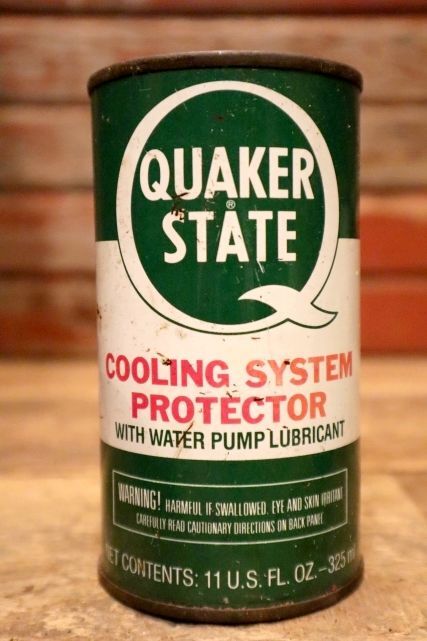 QUAKER
STATE®
COOLING SYSTEM
PROTECTOR
WITH WATER PUMP LUBRICANT
WARNING! HARMFUL IF SWALLOWED. EYE AND SKIN IRRITANT
CAREFULLY READ CAUTIONARY DIRECTIONS ON BACK PANEL
NET CONTENTS: 11 U.S. FL. OZ.–325 ml